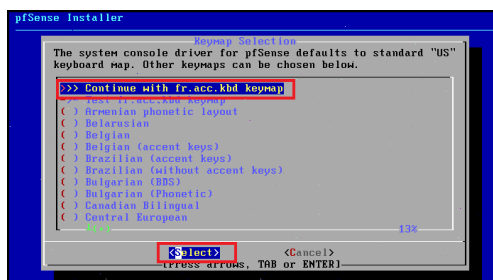 pfSense Installer
Keymap Selection
The system console driver for pfSense defaults to standard "US"
keyboard map. Other keymaps can be chosen below.
>>> Continue with fr.acc.kbd keymap
->- Test fr.acc.kbd keymap
( ) Armenian phonetic layout
( ) Belarusian
( ) Belgian
( ) Belgian (accent keys)
( ) Brazilian (accent keys)
( ) Brazilian (without accent keys)
( ) Bulgarian (BDS)
( ) Bulgarian (Phonetic)
( ) Canadian Bilingual
( ) Central European
13%
<Select> <Cancel>
[Press arrows, TAB or ENTER]